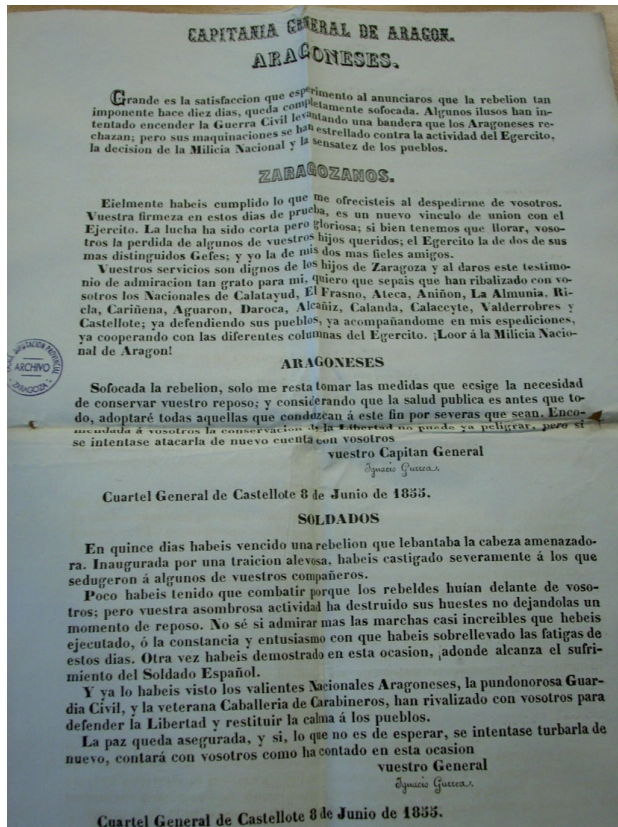 CAPITANIA GENERAL DE ARAGON.
ARAGONESES.
Grande es la satisfaccion que esperimento al anunciaros que la rebelion tan
imponente hace diez dias, queda completamente sofocada. Algunos ilusos han in-
tentado encender la Guerra Civil levantando una bandera que los Aragoneses re-
chazan; pero sus maquinaciones se han estrellado contra la actividad del Egercito,
la decision de la Milicia Nacional y la sensatez de los pueblos.
ZARAGOZANOS.
Eielmente habeis cumplido lo que me ofrecisteis al despedirme de vosotros.
Vuestra firmeza en estos dias de prueba, es un nuevo vinculo de union con el
Ejercito. La lucha ha sido corta pero gloriosa; si bien tenemos que llorar, voso-
tros la perdida de algunos de vuestros hijos queridos; el Egercito la de dos de sus
mas distinguidos Gefes; y yo la de mis dos mas fieles amigos.
Vuestros servicios son dignos de los hijos de Zaragoza y al daros este testimo-
nio de admiracion tan grato para mi, quiero que sepais que han ribalizado con vo-
sotros los Nacionales de Calatayud, El Frasno, Ateca, Aniñon, La Almunia, Ri-
cla, Cariñena, Aguaron, Daroca, Alcañiz, Calanda, Calaceyte, Valderrobres y
Castellote; ya defendiendo sus pueblos, ya acompañandome en mis espediciones,
ya cooperando con las diferentes columnas del Egercito. ¡Loor á la Milicia Nacio-
nal de Aragon!
ARCHIVO
ZARAGOZA
ARAGONESES
Sofocada la rebelion, solo me resta tomar las medidas que ecsige la necesidad
de conservar vuestro reposo; y considerando que la salud publica es antes que to-
do, adoptaré todas aquellas que conduzcan á este fin por severas que sean. Enco-
mendada á vosotros la conservacion de la Libertad no puede ya peligrar, pero si
se intentase atacarla de nuevo cuenta con vosotros
vuestro Capitan General
Ignacio Gurrea.
Cuartel General de Castellote 8 de Junio de 1855.
SOLDADOS
En quince dias habeis vencido una rebelion que lebantaba la cabeza amenazado-
ra. Inaugurada por una traicion alevosa, habeis castigado severamente á los que
sedugeron á algunos de vuestros compañeros.
Poco habeis tenido que combatir porque los rebeldes huían delante de voso-
tros; pero vuestra asombrosa actividad ha destruido sus huestes no dejandolas un
momento de reposo. No sé si admirar mas las marchas casi increibles que hebeis
ejecutado, ó la constancia y entusiasmo con que habeis sobrellevado las fatigas de
estos dias. Otra vez habeis demostrado en esta ocasion, ¡adonde alcanza el sufri-
miento del Soldado Español.
Y ya lo habeis visto los valientes Nacionales Aragoneses, la pundonorosa Guar-
dia Civil, y la veterana Caballeria de Carabineros, han rivalizado con vosotros para
defender la Libertad y restituir la calma á los pueblos.
La paz queda asegurada, y si, lo que no es de esperar, se intentase turbarla de
nuevo, contará con vosotros como ha contado en esta ocasion
vuestro General
Ignacio Gurrea.
Cuartel General de Castellote 8 de Junio de 1855.